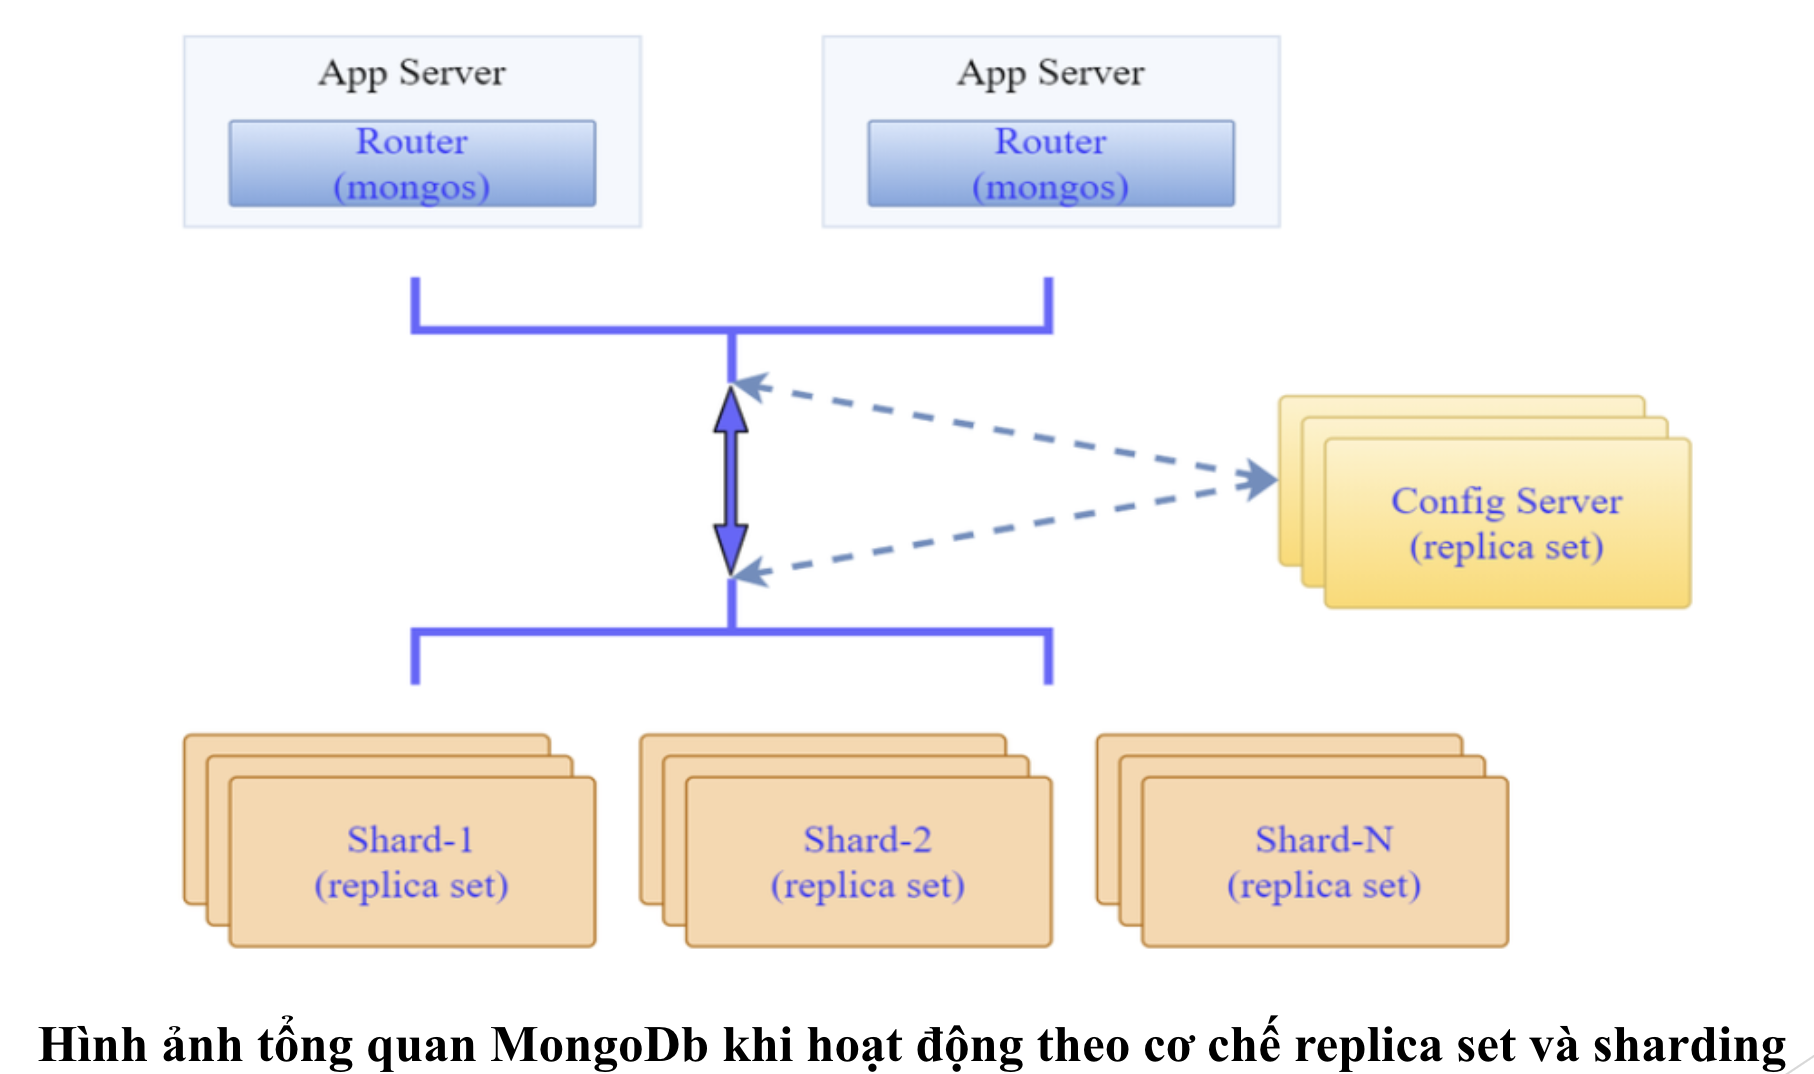 App Server
Router
(mongos)
App Server
Router
(mongos)
Config Server
(replica set)
Shard-1
(replica set)
Shard-2
(replica set)
Shard-N
(replica set)
Hình ảnh tổng quan MongoDb khi hoạt động theo cơ chế replica set và sharding